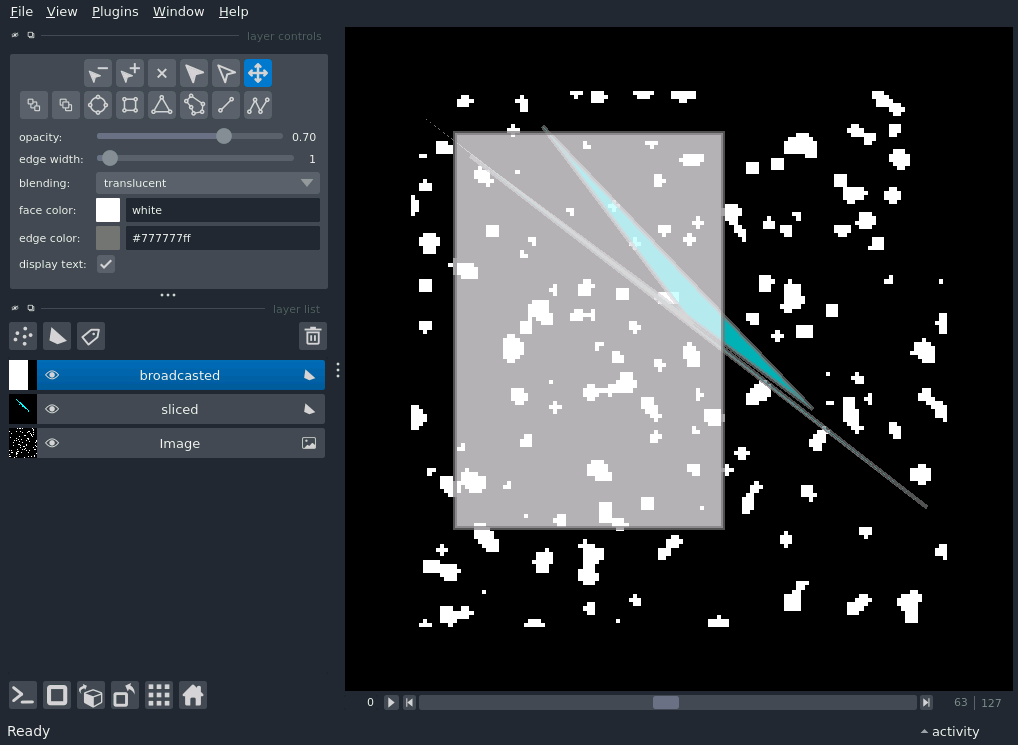 File View Plugins Window Help
layer controls
opacity: 0.70
edge width: 1
blending: translucent
face color: white
edge color: #777777ff
display text:
layer list
broadcasted
sliced
Image
0 63 127
Ready activity